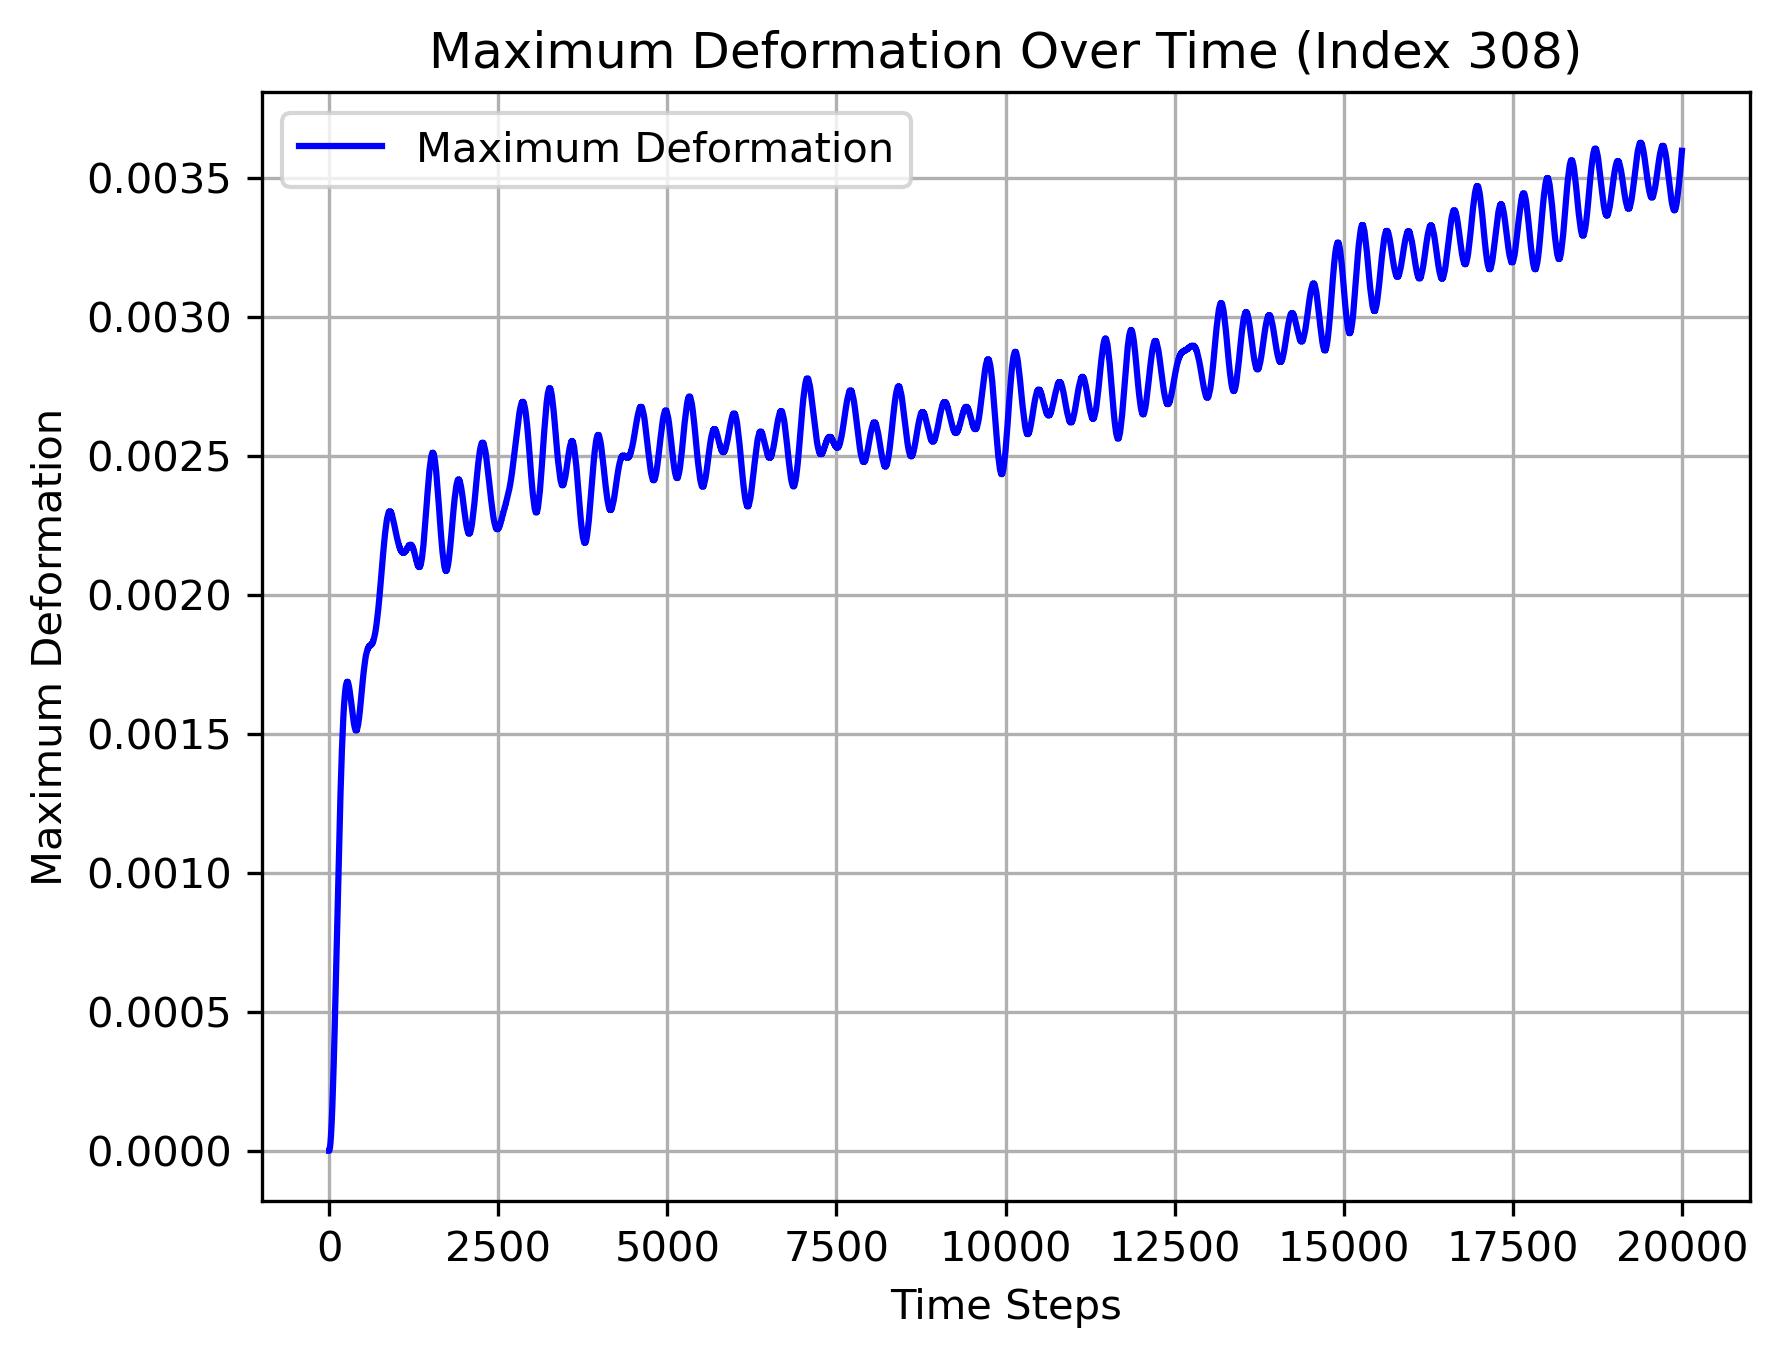 Maximum Deformation Over Time (Index 308)
Maximum Deformation
Maximum Deformation
0.0035
0.0030
0.0025
0.0020
0.0015
0.0010
0.0005
0.0000
0 2500 5000 7500 10000 12500 15000 17500 20000
Time Steps